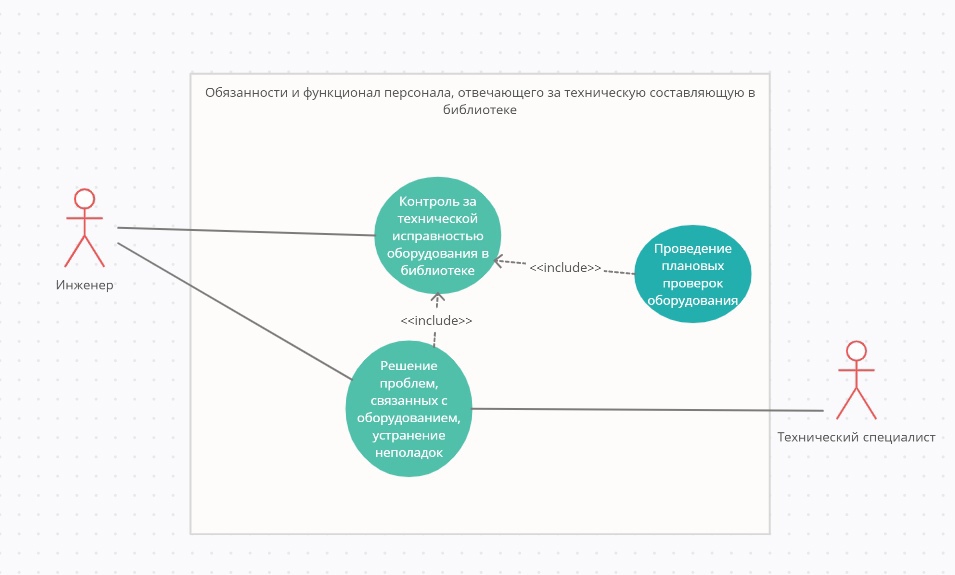 Обязанности и функционал персонала, отвечающего за техническую составляющую в
библиотеке
Контроль за
технической
исправностью
оборудования в
библиотеке
<<include>>
Проведение
плановых
проверок
оборудования
Инженер
<<include>>
Решение
проблем,
связанных с
оборудованием,
устранение
неполадок
Технический специалист